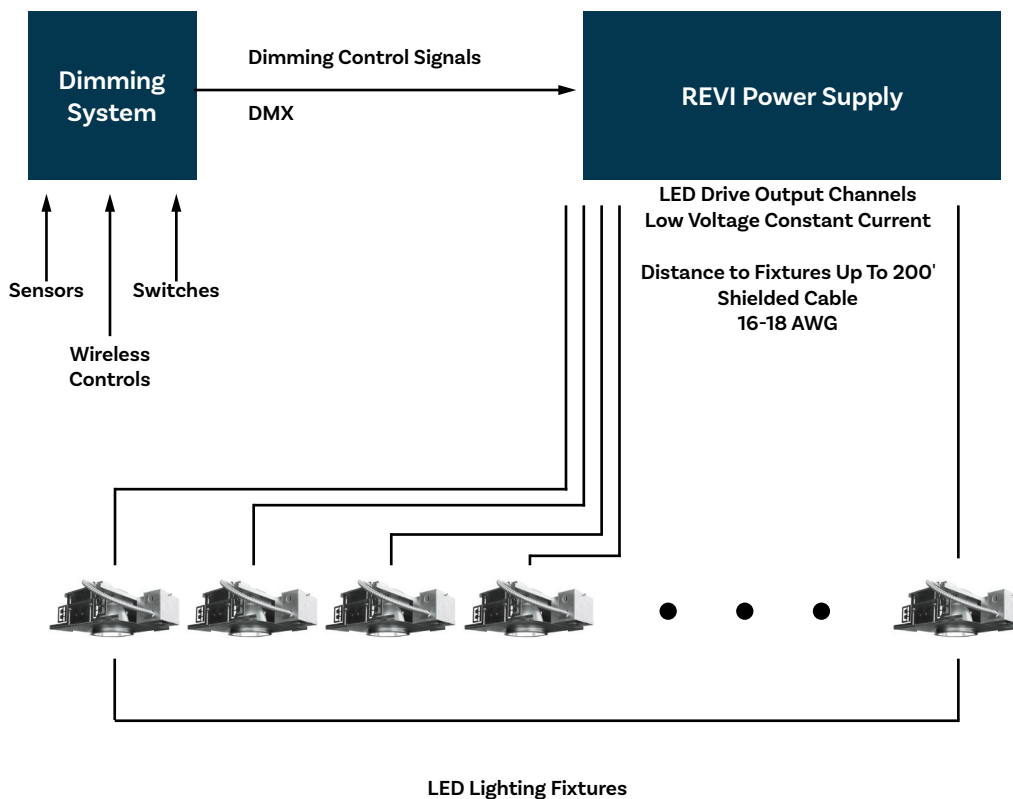 Dimming
System
Dimming Control Signals
DMX
REVI Power Supply
LED Drive Output Channels
Low Voltage Constant Current
Distance to Fixtures Up To 200'
Shielded Cable
16-18 AWG
Sensors
Switches
Wireless
Controls
LED Lighting Fixtures